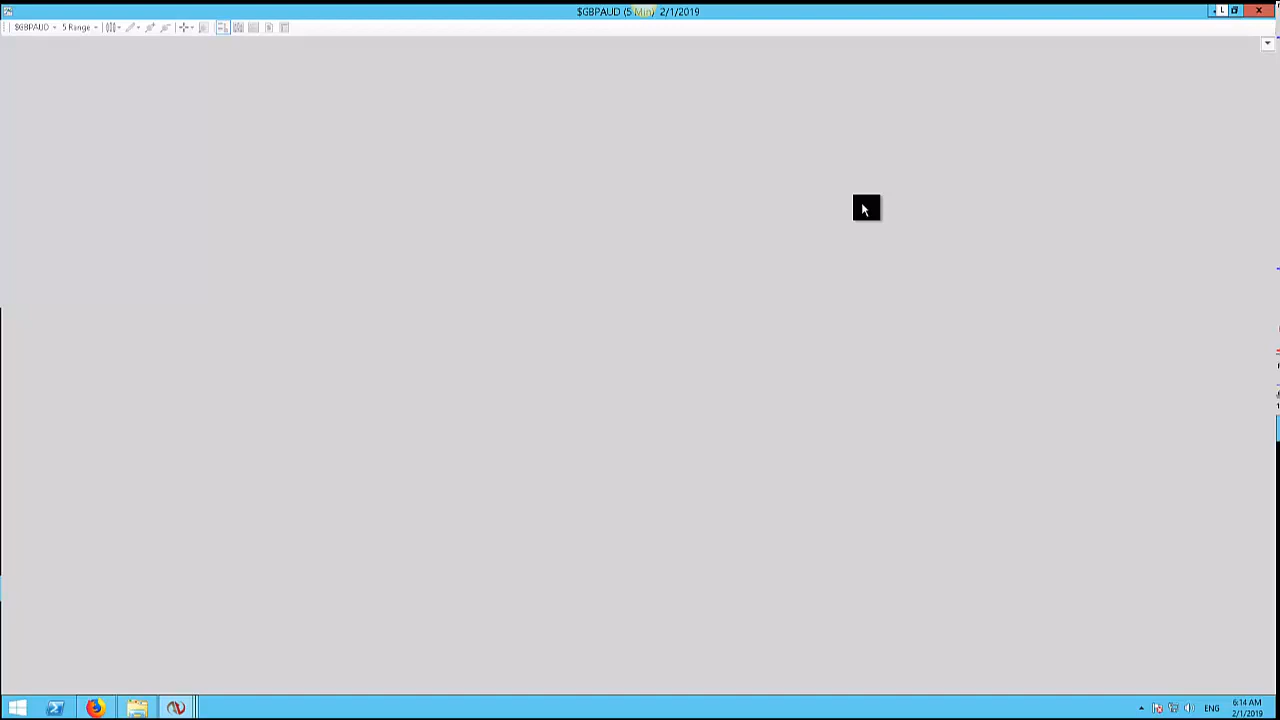 $GBPAUD (5 Min) 2/1/2019
L
$GBPAUD 5 Range
ENG
6:14 AM
2/1/2019